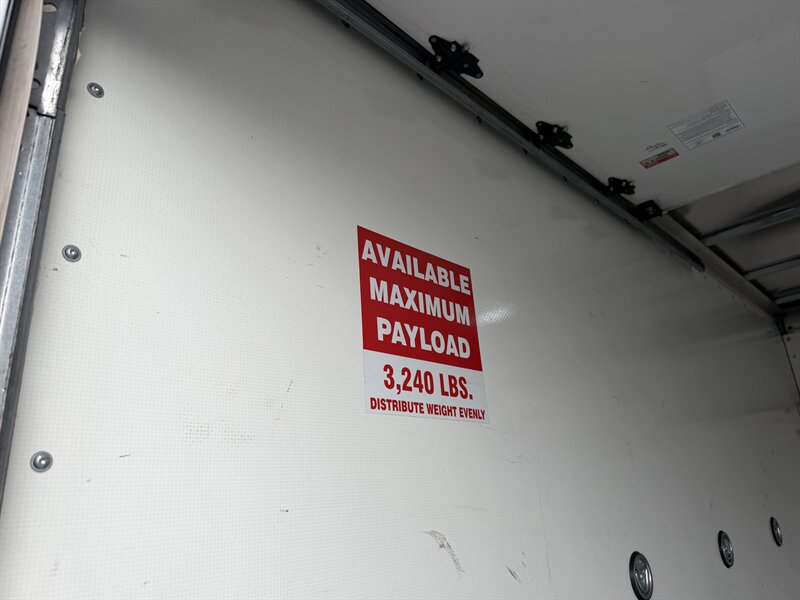 AVAILABLE
MAXIMUM
PAYLOAD
3,240 LBS.
DISTRIBUTE WEIGHT EVENLY